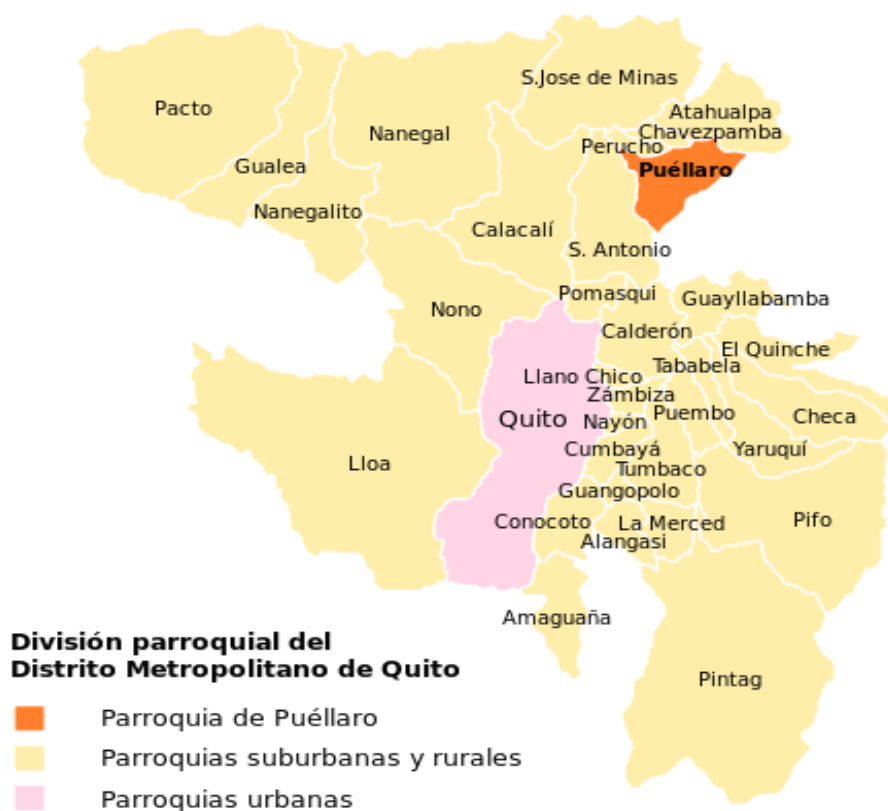 S.Jose de Minas
Pacto
Atahualpa
Nanegal
Chavezpamba
Perucho
Gualea
Puéllaro
Nanegalito
Calacalí
S. Antonio
Pomasqui
Guayllabamba
Nono
Calderón
El Quinche
Tababela
Llano Chico
Zámbiza
Puembo
Checa
Quito
Nayón
Cumbayá
Yaruquí
Lloa
Tumbaco
Guangopolo
Conocoto
La Merced
Pifo
Alangasi
Amaguaña
Pintag
División parroquial del
Distrito Metropolitano de Quito
Parroquia de Puéllaro
Parroquias suburbanas y rurales
Parroquias urbanas